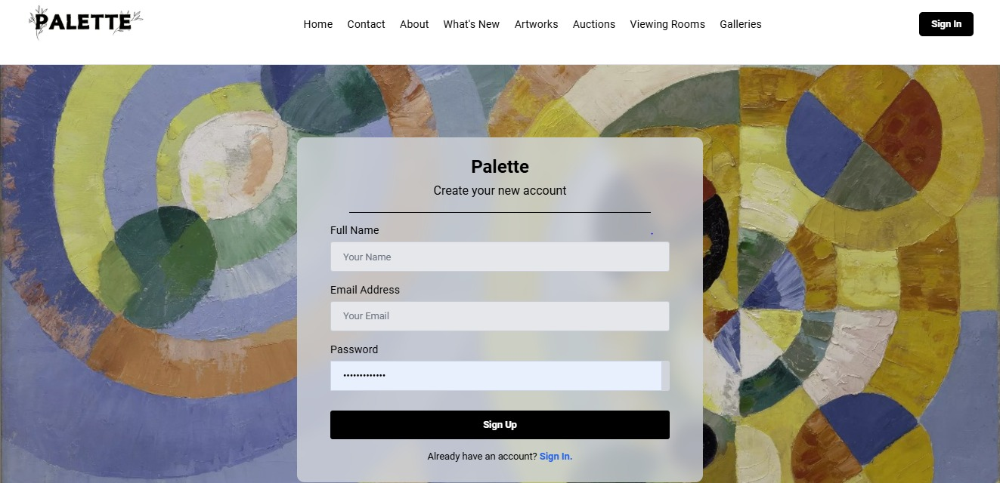 PALETTE
Home Contact About What's New Artworks Auctions Viewing Rooms Galleries
Sign In
Palette
Create your new account
Full Name
Your Name
Email Address
Your Email
Password
•••••••••••••
Sign Up
Already have an account? Sign In.